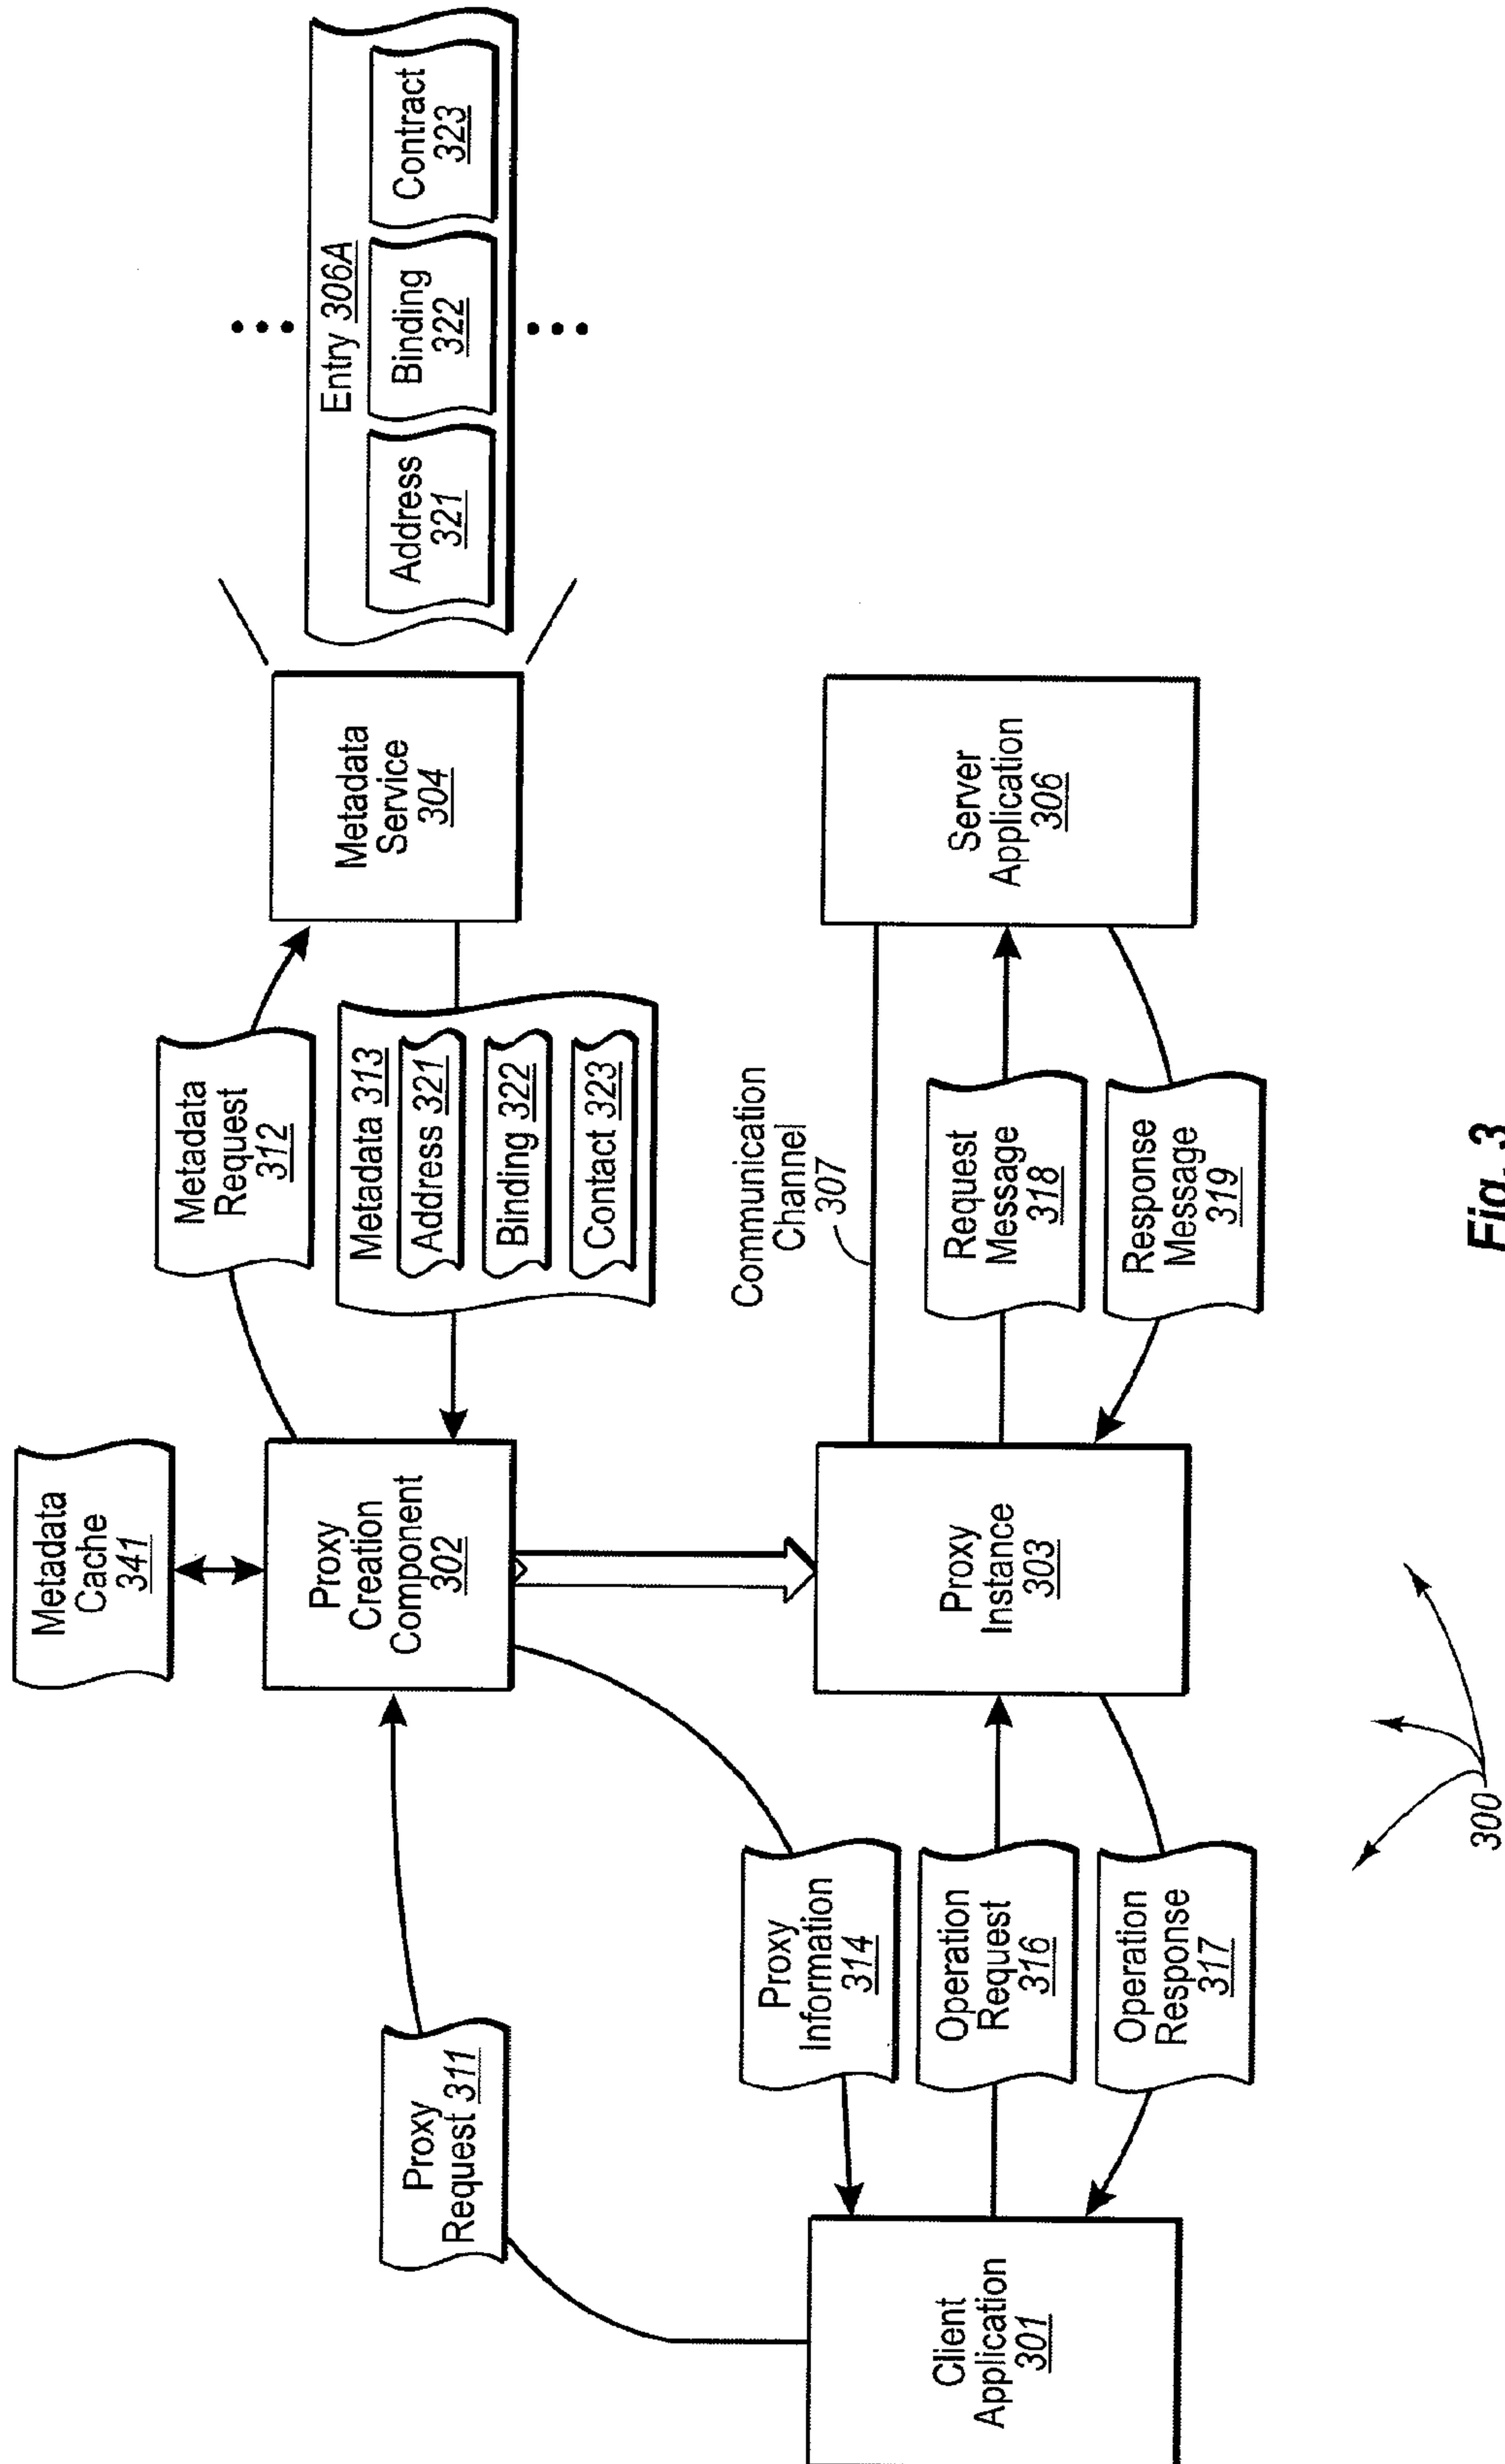 Metadata
Cache
341
Proxy
Request 311
Proxy
Creation
Component
302
Metadata
Request
312
Metadata 313
Address 321
Binding 322
Contact 323
Metadata
Service
304
Entry 306A
Address
321
Binding
322
Contract
323
Communication
Channel
307
Client
Application
301
Proxy
Information
314
Operation
Request
316
Operation
Response
317
Proxy
Instance
303
Request
Message
318
Response
Message
319
Server
Application
306
300
Fig. 3